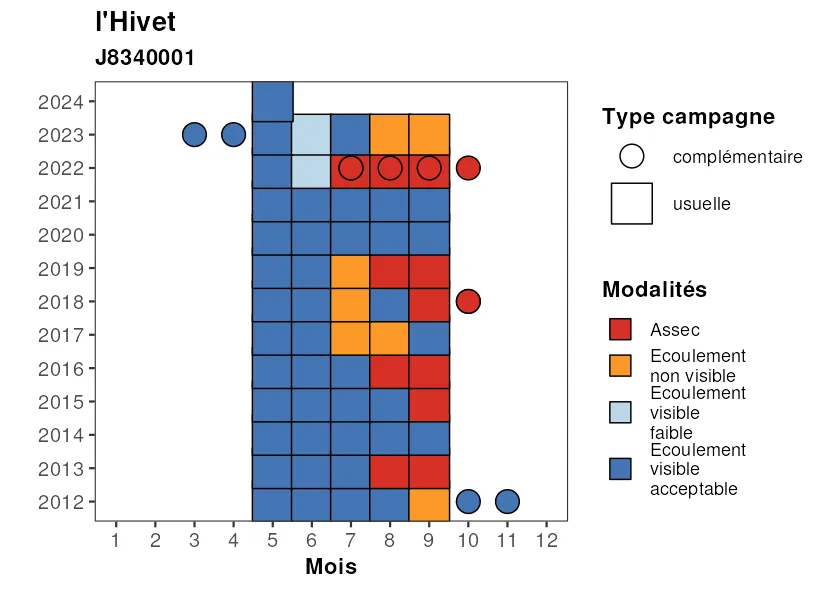 l'Hivet
J8340001
2024
2023
2022
2021
2020
2019
2018
2017
2016
2015
2014
2013
2012
1 2 3 4 5 6 7 8 9 10 11 12
Mois
Type campagne
complémentaire
usuelle
Modalités
Assec
Ecoulement
non visible
Ecoulement
visible
faible
Ecoulement
visible
acceptable